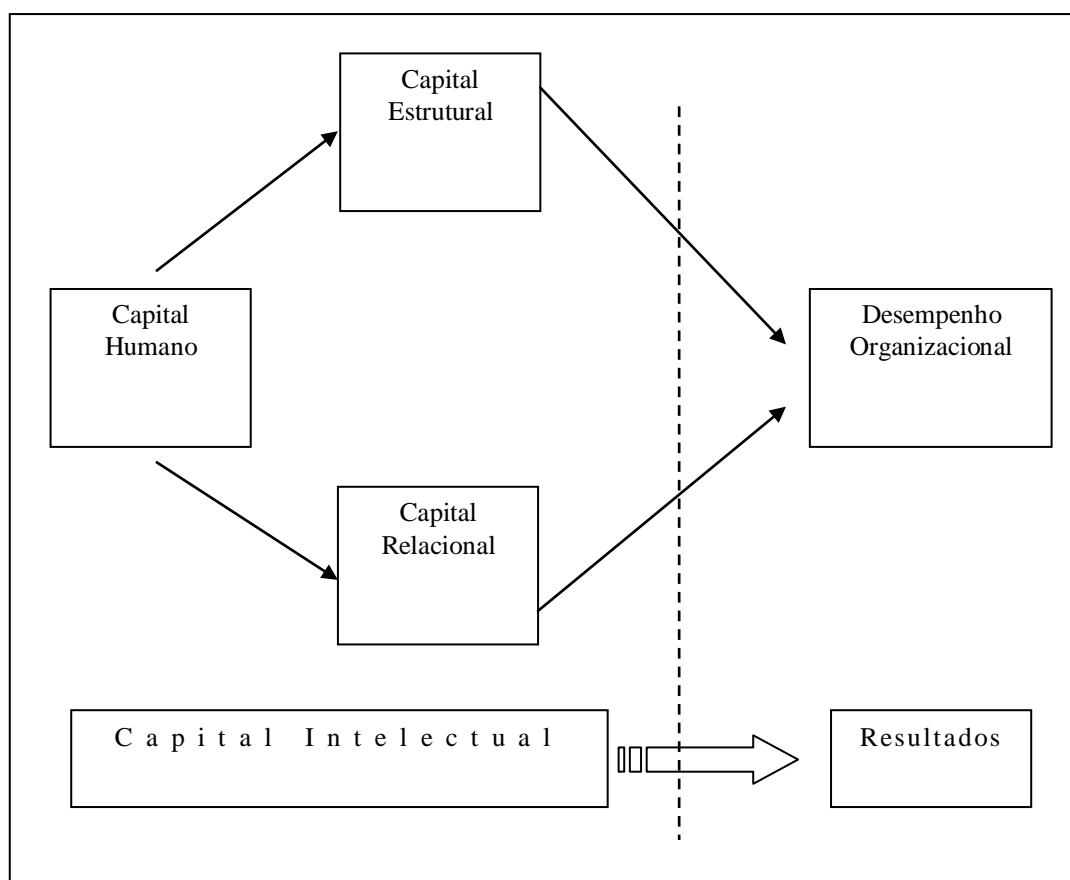 Capital
Estrutural
Capital
Humano
Desempenho
Organizacional
Capital
Relacional
Capital Intelectual
Resultados